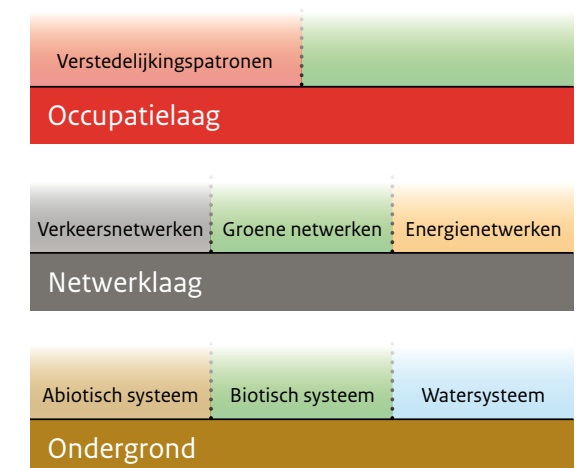 Verstedelijkingspatronen
Occupatielaag
Verkeersnetwerken Groene netwerken Energienetwerken
Netwerklaag
Abiotisch systeem Biotisch systeem Watersysteem
Ondergrond